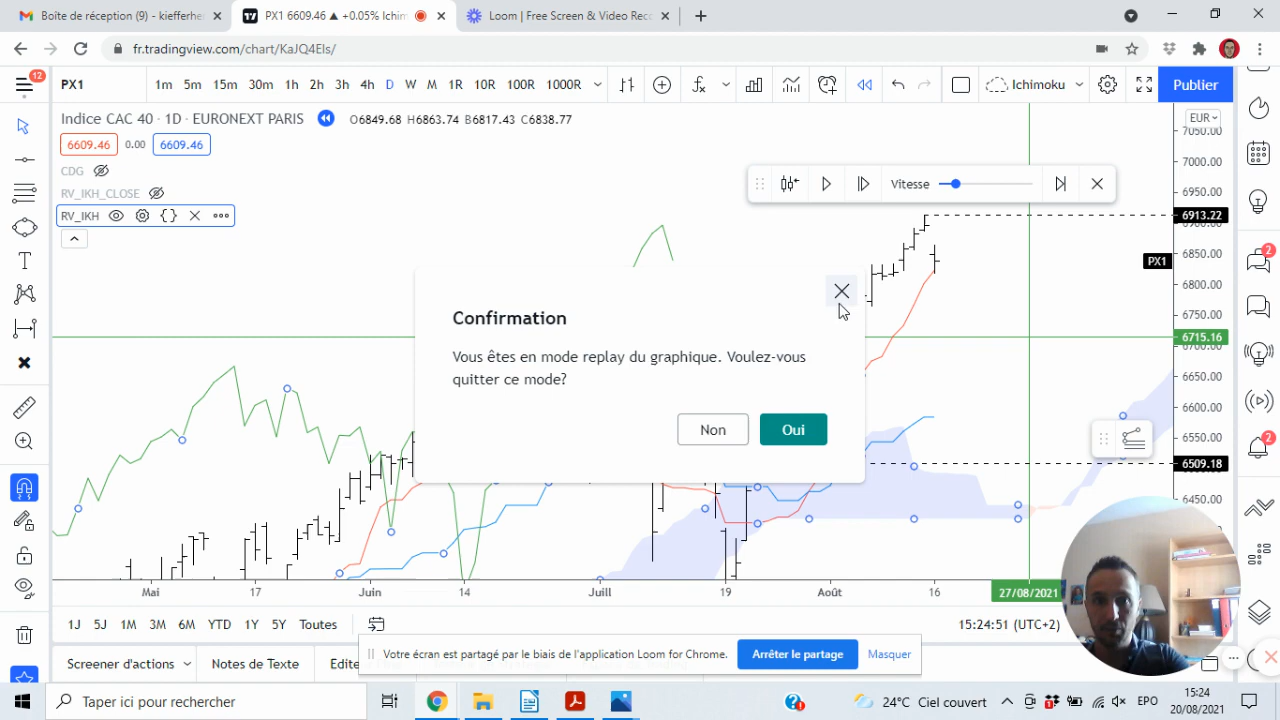 Boîte de réception (9) - kiefferhe
PX1 6609.46 ▲ +0.05% Ichim
Loom | Free Screen & Video Rec
fr.tradingview.com/chart/KaJQ4Els/
12
PX1
1m 5m 15m 30m 1h 2h 3h 4h D W M 1R 10R 100R 1000R
Ichimoku
Publier
Indice CAC 40 · 1D · EURONEXT PARIS
O6849.68 H6863.74 B6817.43 C6838.77
EUR
6609.46 0.00 6609.46
CDG
RV_IKH_CLOSE
RV_IKH
Vitesse
7050.00
7000.00
6950.00
6913.22
6850.00
PX1
6800.00
6750.00
6715.16
6700.00
6650.00
6600.00
6550.00
6509.18
6450.00
2
2
Confirmation
Vous êtes en mode replay du graphique. Voulez-vous
quitter ce mode?
Non
Oui
Mai 17 Juin 14 Juill 19 Août 16 27/08/2021
1J 5J 1M 3M 6M YTD 1Y 5Y Toutes
15:24:51 (UTC+2)
Screener d'actions
Notes de Texte
Edite
Votre écran est partagé par le biais de l'application Loom for Chrome.
Arrêter le partage
Masquer
Taper ici pour rechercher
24°C Ciel couvert
EPO
15:24
20/08/2021